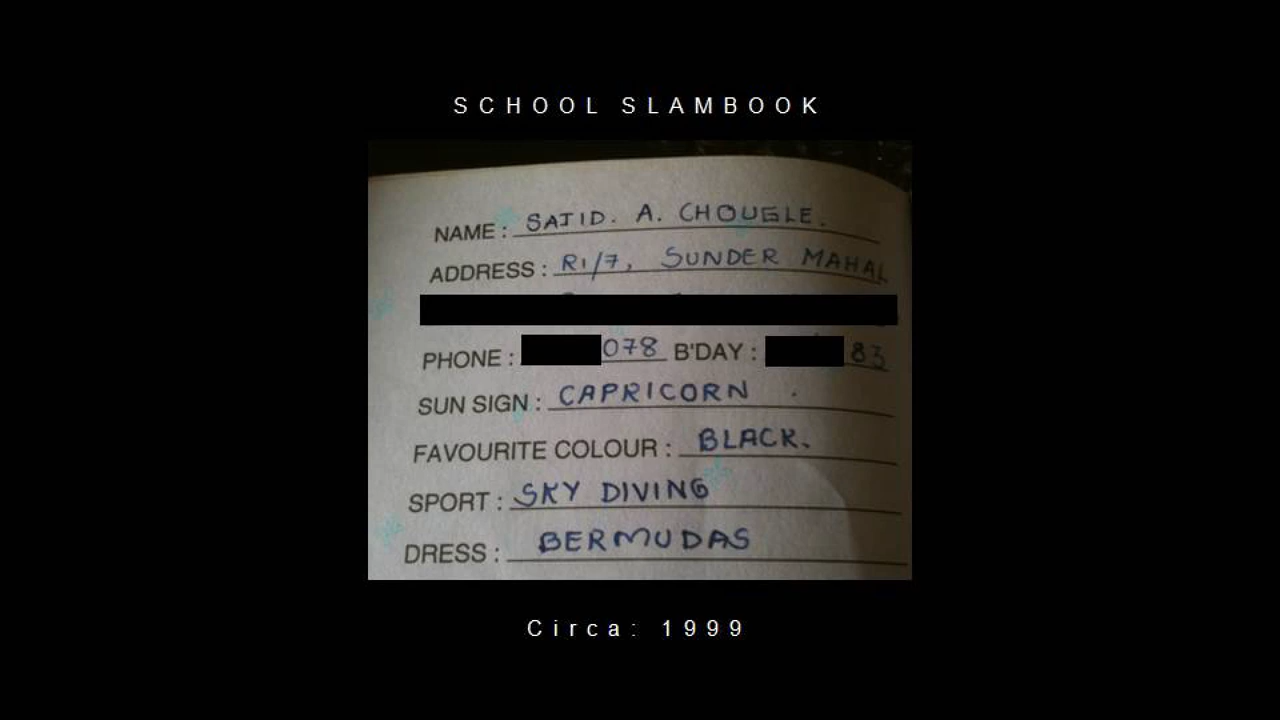 SCHOOL SLAMBOOK
NAME : SAJID. A. CHOUGLE.
ADDRESS : R1/7, SUNDER MAHAL
PHONE : 078 B'DAY : 83
SUN SIGN : CAPRICORN .
FAVOURITE COLOUR : BLACK.
SPORT : SKY DIVING
DRESS : BERMUDAS
Circa: 1999